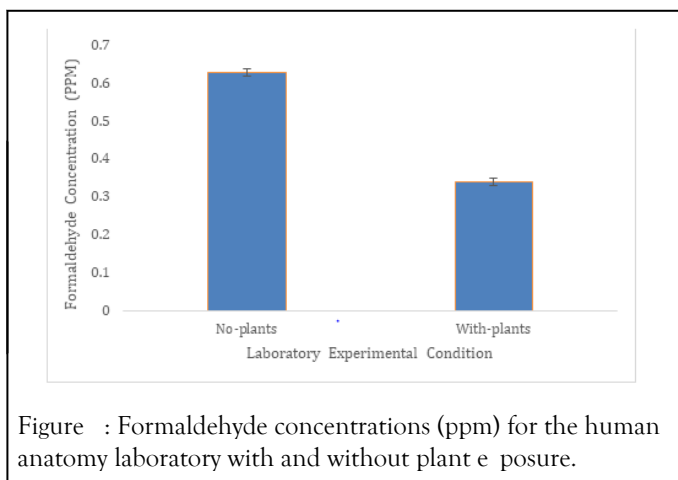 0.7
0.6
0.5
0.4
0.3
0.2
0.1
0
Formaldehyde Concentration (PPM)
No-plants
With-plants
Laboratory Experimental Condition
Figure : Formaldehyde concentrations (ppm) for the human
anatomy laboratory with and without plant e posure.